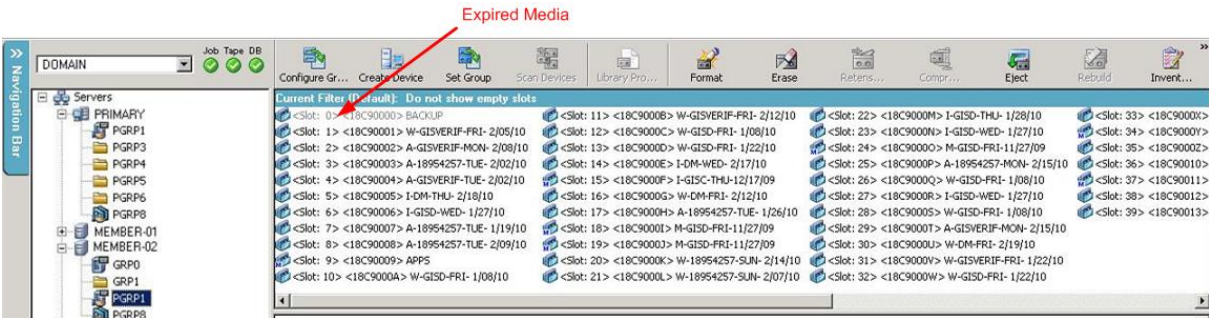 Expired Media
Navigation Bar
DOMAIN
Job Tape DB
Configure Gr...
Create Device
Set Group
Scan Devices
Library Pro...
Format
Erase
Retens...
Compr...
Eject
Rebuild
Invent...
Servers
PRIMARY
PGRP1
PGRP3
PGRP4
PGRP5
PGRP6
PGRP8
MEMBER-01
MEMBER-02
GRP0
GRP1
PGRP1
PGRP8
Current Filter (Default): Do not show empty slots
<Slot: 0> <18C90000> BACKUP
<Slot: 1> <18C90001> W-GISVERIF-FRI- 2/05/10
<Slot: 2> <18C90002> A-GISVERIF-MON- 2/08/10
<Slot: 3> <18C90003> A-18954257-TUE- 2/02/10
<Slot: 4> <18C90004> A-GISVERIF-TUE- 2/02/10
<Slot: 5> <18C90005> I-DM-THU- 2/18/10
<Slot: 6> <18C90006> I-GISD-WED- 1/27/10
<Slot: 7> <18C90007> A-18954257-TUE- 1/19/10
<Slot: 8> <18C90008> A-18954257-TUE- 2/09/10
<Slot: 9> <18C90009> APPS
<Slot: 10> <18C9000A> W-GISD-FRI- 1/08/10
<Slot: 11> <18C9000B> W-GISVERIF-FRI- 2/12/10
<Slot: 12> <18C9000C> W-GISD-FRI- 1/08/10
<Slot: 13> <18C9000D> W-GISD-FRI- 1/22/10
<Slot: 14> <18C9000E> I-DM-WED- 2/17/10
<Slot: 15> <18C9000F> I-GISC-THU-12/17/09
<Slot: 16> <18C9000G> W-DM-FRI- 2/12/10
<Slot: 17> <18C9000H> A-18954257-TUE- 1/26/10
<Slot: 18> <18C9000I> M-GISD-FRI-11/27/09
<Slot: 19> <18C9000J> M-GISD-FRI-11/27/09
<Slot: 20> <18C9000K> W-18954257-SUN- 2/14/10
<Slot: 21> <18C9000L> W-18954257-SUN- 2/07/10
<Slot: 22> <18C9000M> I-GISD-THU- 1/28/10
<Slot: 23> <18C9000N> I-GISD-WED- 1/27/10
<Slot: 24> <18C9000O> M-GISD-FRI-11/27/09
<Slot: 25> <18C9000P> A-18954257-MON- 2/15/10
<Slot: 26> <18C9000Q> W-GISD-FRI- 1/08/10
<Slot: 27> <18C9000R> I-GISD-WED- 1/27/10
<Slot: 28> <18C9000S> W-GISD-FRI- 1/08/10
<Slot: 29> <18C9000T> A-GISVERIF-MON- 2/15/10
<Slot: 30> <18C9000U> W-DM-FRI- 2/19/10
<Slot: 31> <18C9000V> W-GISVERIF-FRI- 1/22/10
<Slot: 32> <18C9000W> W-GISD-FRI- 1/22/10
<Slot: 33> <18C9000X>
<Slot: 34> <18C9000Y>
<Slot: 35> <18C9000Z>
<Slot: 36> <18C90010>
<Slot: 37> <18C90011>
<Slot: 38> <18C90012>
<Slot: 39> <18C90013>